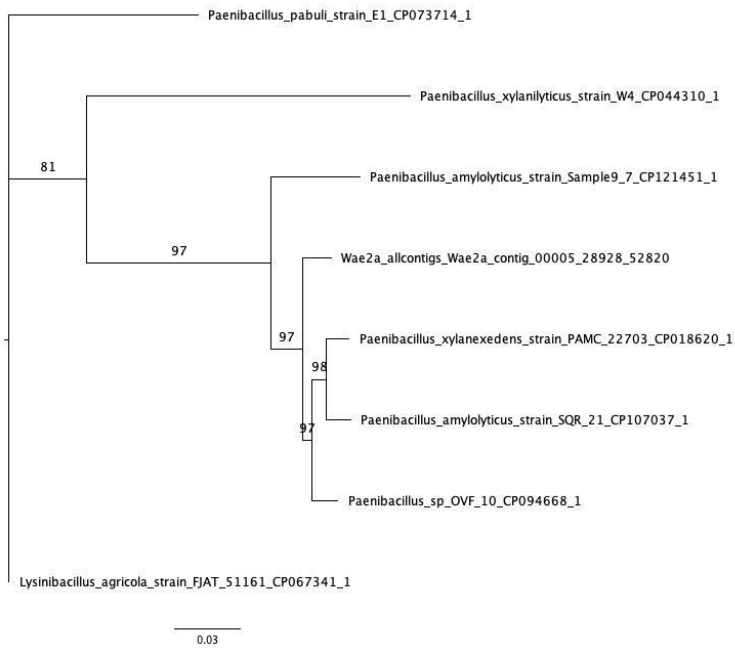 Paenibacillus_pabuli_strain_E1_CP073714_1
Paenibacillus_xylanilyticus_strain_W4_CP044310_1
81
Paenibacillus_amylolyticus_strain_Sample9_7_CP121451_1
97
Wae2a_allcontigs_Wae2a_contig_00005_28928_52820
97
Paenibacillus_xylanexedens_strain_PAMC_22703_CP018620_1
98
Paenibacillus_amylolyticus_strain_SQR_21_CP107037_1
97
Paenibacillus_sp_OVF_10_CP094668_1
Lysinibacillus_agricola_strain_FJAT_51161_CP067341_1
0.03